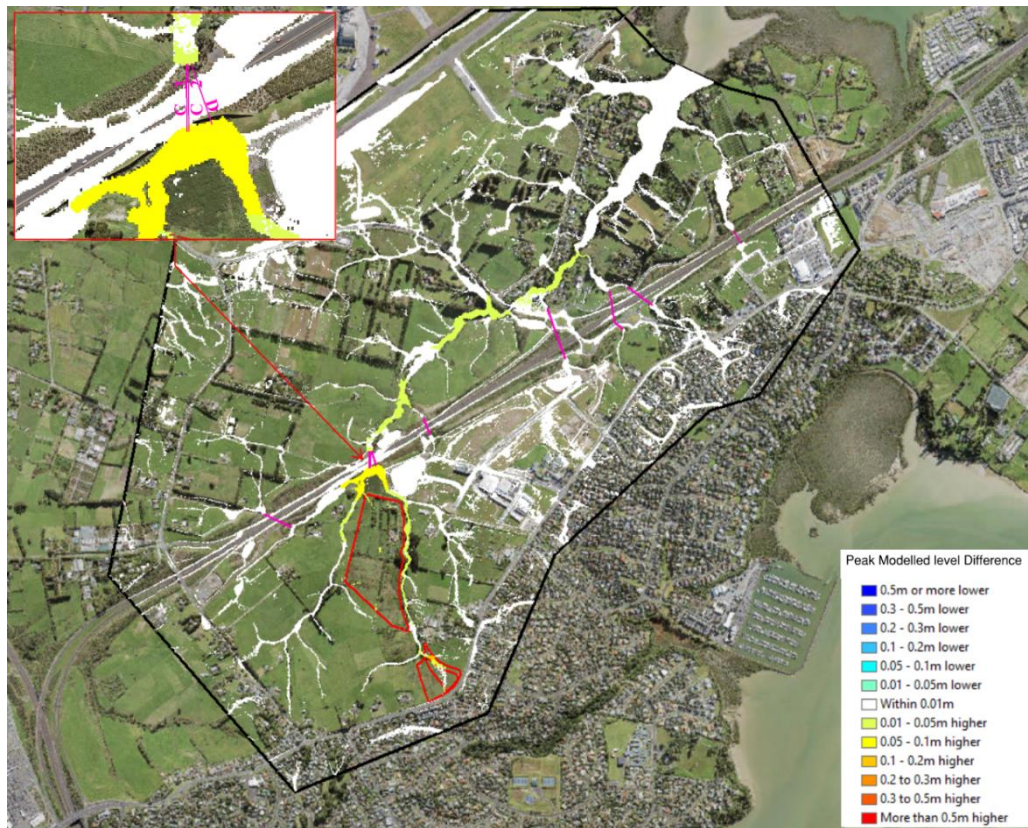 Peak Modelled level Difference
0.5m or more lower
0.3 - 0.5m lower
0.2 - 0.3m lower
0.1 - 0.2m lower
0.05 - 0.1m lower
0.01 - 0.05m lower
Within 0.01m
0.01 - 0.05m higher
0.05 - 0.1m higher
0.1 - 0.2m higher
0.2 to 0.3m higher
0.3 to 0.5m higher
More than 0.5m higher